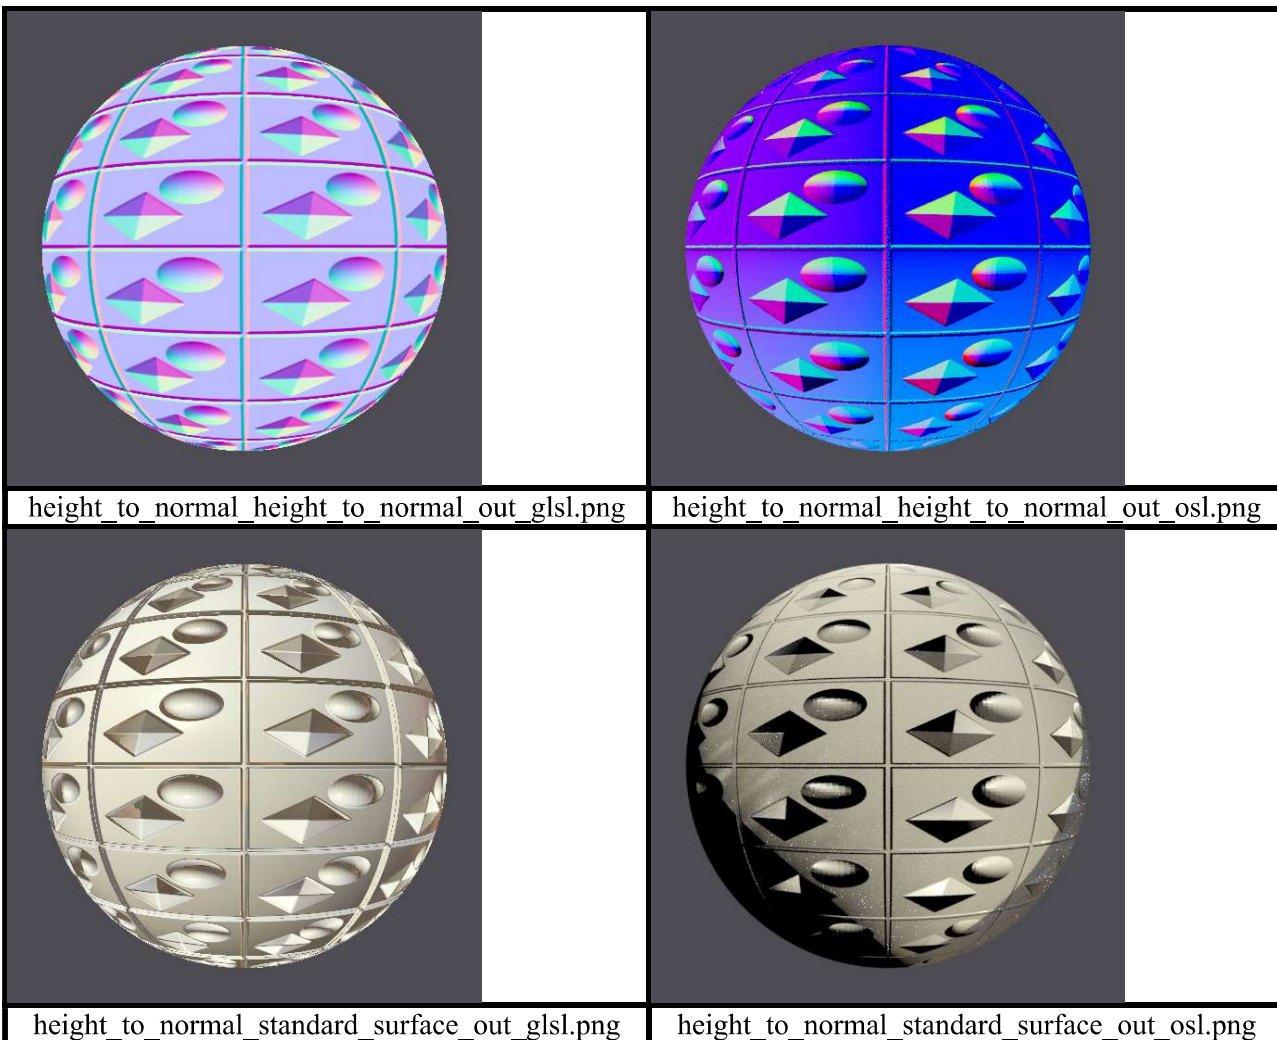 height_to_normal_height_to_normal_out_glsl.png
height_to_normal_height_to_normal_out_osl.png
height_to_normal_standard_surface_out_glsl.png
height_to_normal_standard_surface_out_osl.png